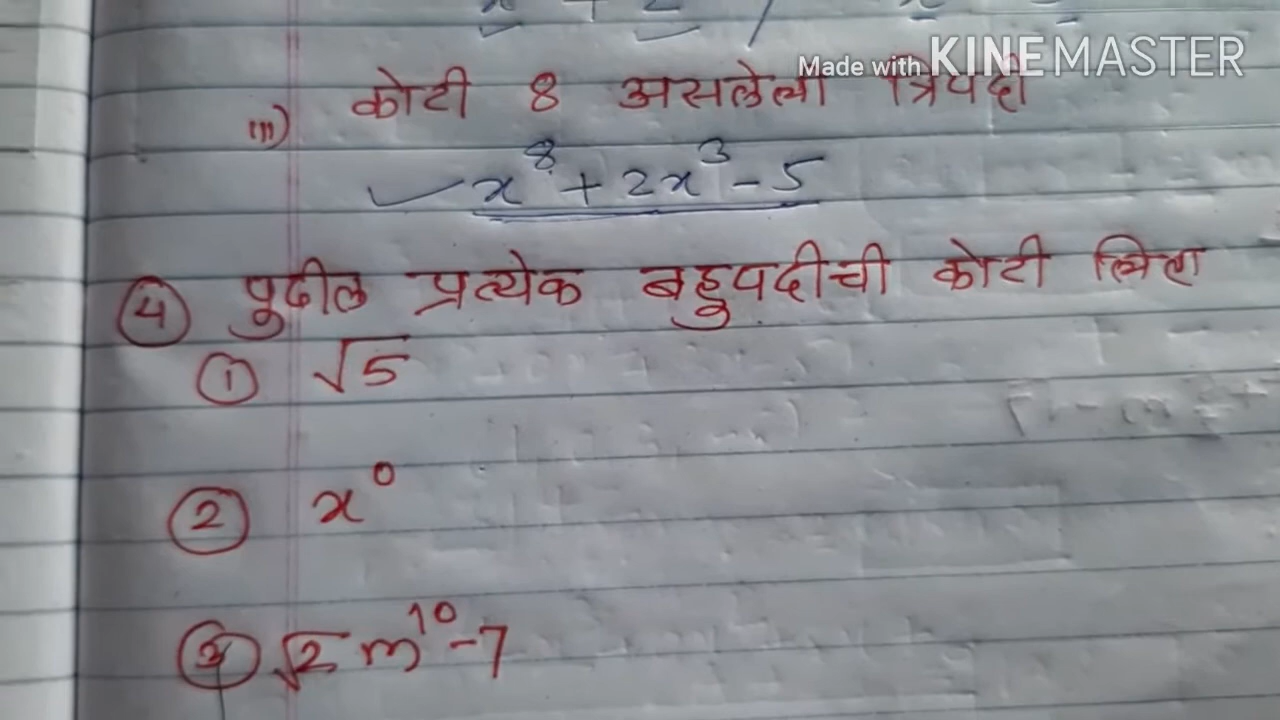 Made with KINEMASTER
iii) कोटी 8 असलेली त्रिपदी
x⁸ + 2x³ - 5
④ पुढील प्रत्येक बहुपदीची कोटी लिहा
① √5
② x⁰
③ √2 m¹⁰ - 7